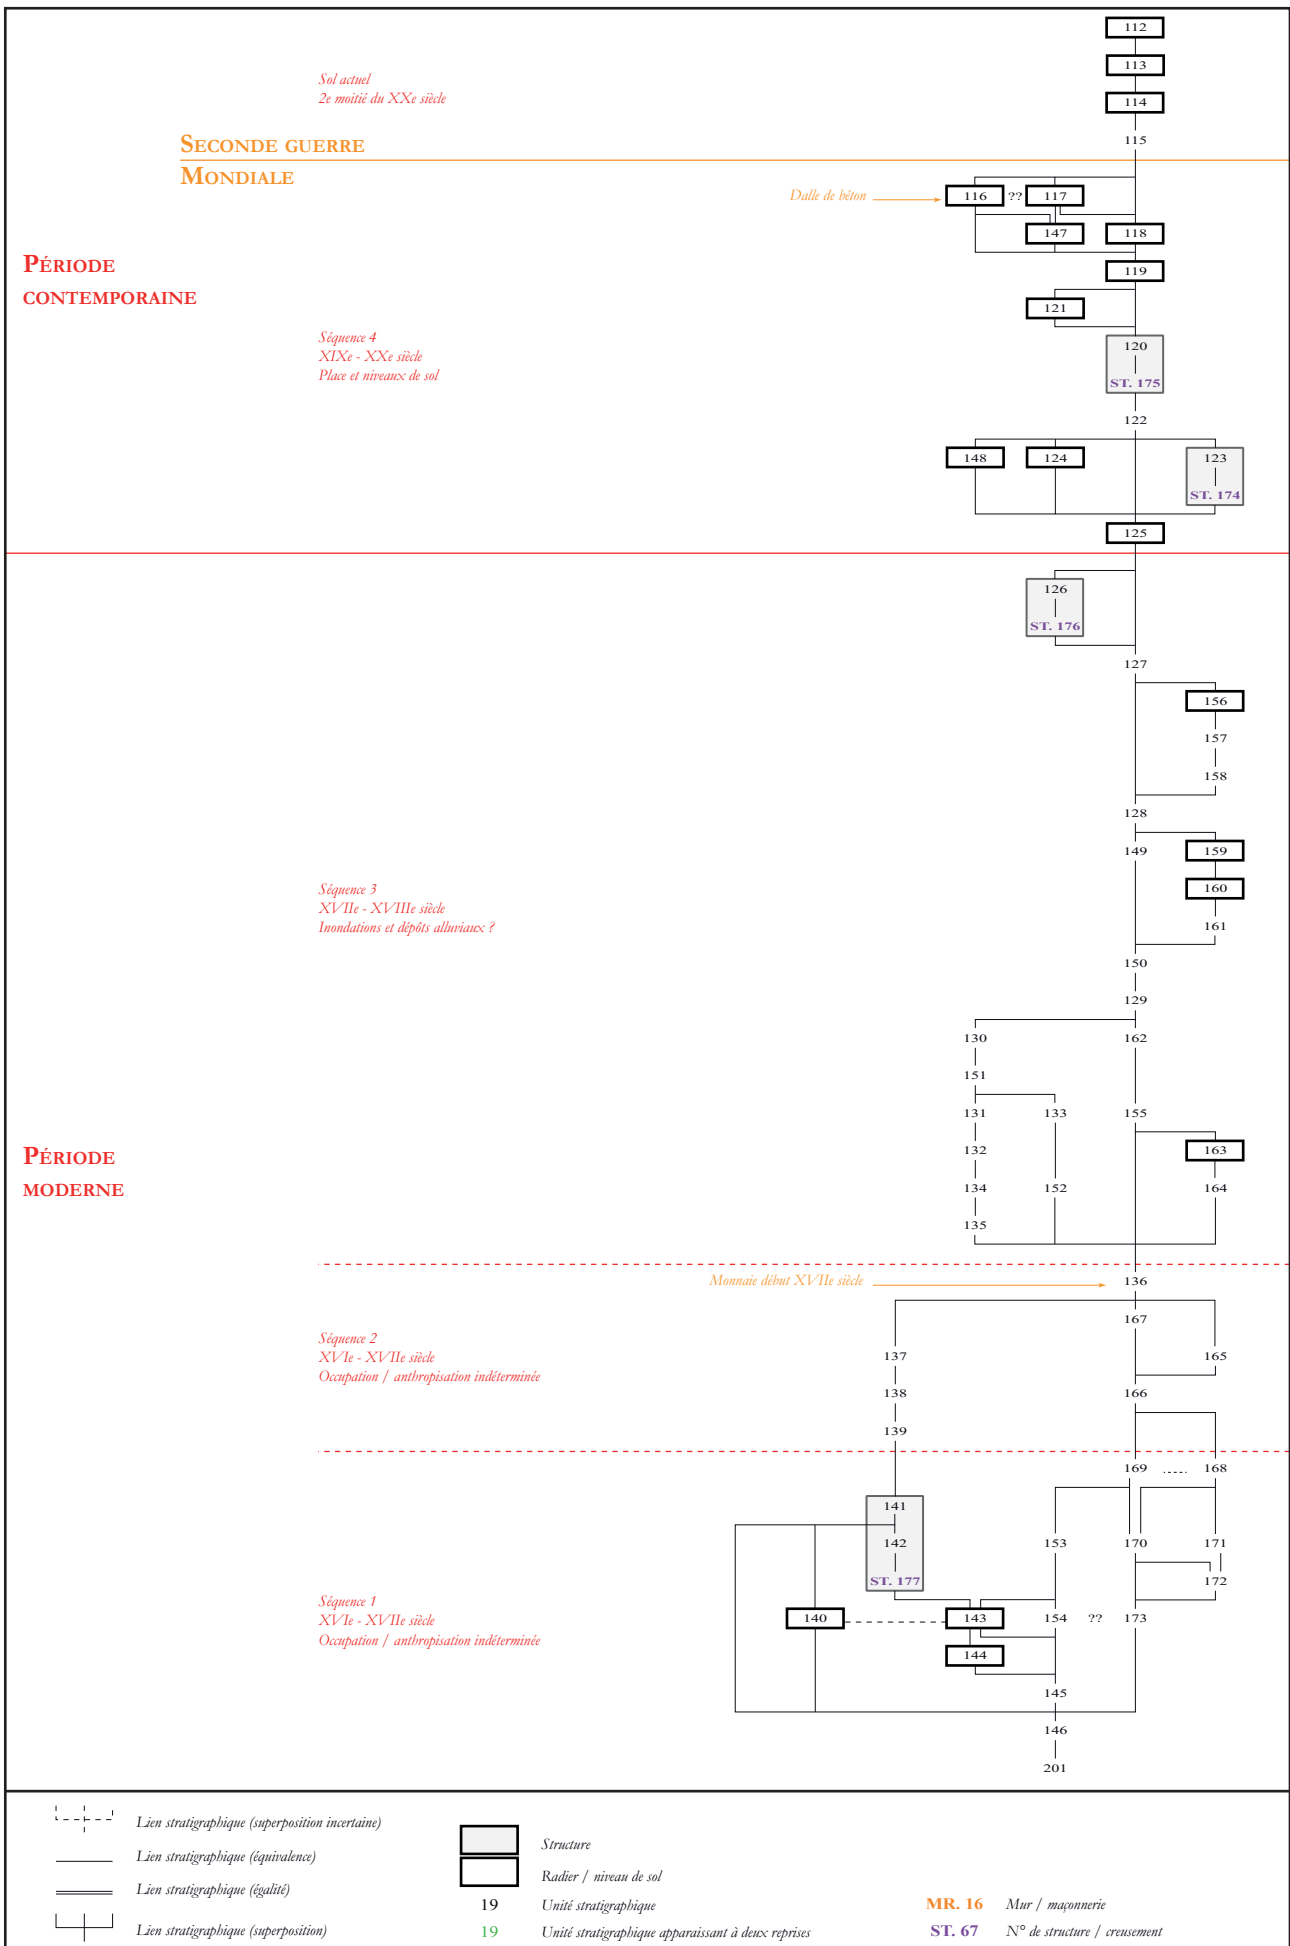 112
113
Sol actuel
2e moitié du XXe siècle
114
115
SECONDE GUERRE
MONDIALE
Dalle de béton
116 ?? 117
147 118
PÉRIODE
CONTEMPORAINE
119
121
Séquence 4
XIXe - XXe siècle
Place et niveaux de sol
120
ST. 175
122
148 124 123
ST. 174
125
126
ST. 176
127
156
157
158
128
149 159
Séquence 3
XVIIe - XVIIIe siècle
Inondations et dépôts alluviaux ?
160
161
150
129
130 162
151
131 133 155
PÉRIODE
MODERNE
132 163
134 152 164
135
Monnaie début XVIIe siècle
136
167
Séquence 2
XVIe - XVIIe siècle
Occupation / anthropisation indéterminée
137 165
138 166
139
169 168
141
142 153 170 171
ST. 177 172
Séquence 1
XVIe - XVIIe siècle
Occupation / anthropisation indéterminée
140 143 154 ?? 173
144
145
146
201
Lien stratigraphique (superposition incertaine)
Lien stratigraphique (équivalence)
Lien stratigraphique (égalité)
Lien stratigraphique (superposition)
Structure
Radier / niveau de sol
19 Unité stratigraphique
19 Unité stratigraphique apparaissant à deux reprises
MR. 16 Mur / maçonnerie
ST. 67 N° de structure / creusement